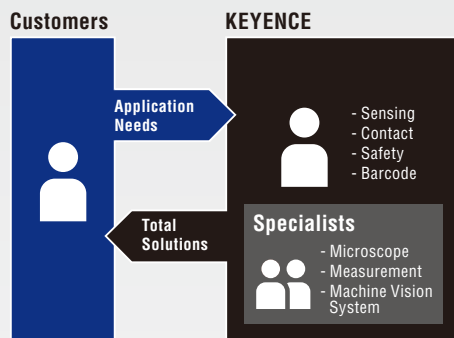 Customers
KEYENCE
Application
Needs
- Sensing
- Contact
- Safety
- Barcode
Total
Solutions
Specialists
- Microscope
- Measurement
- Machine Vision
System